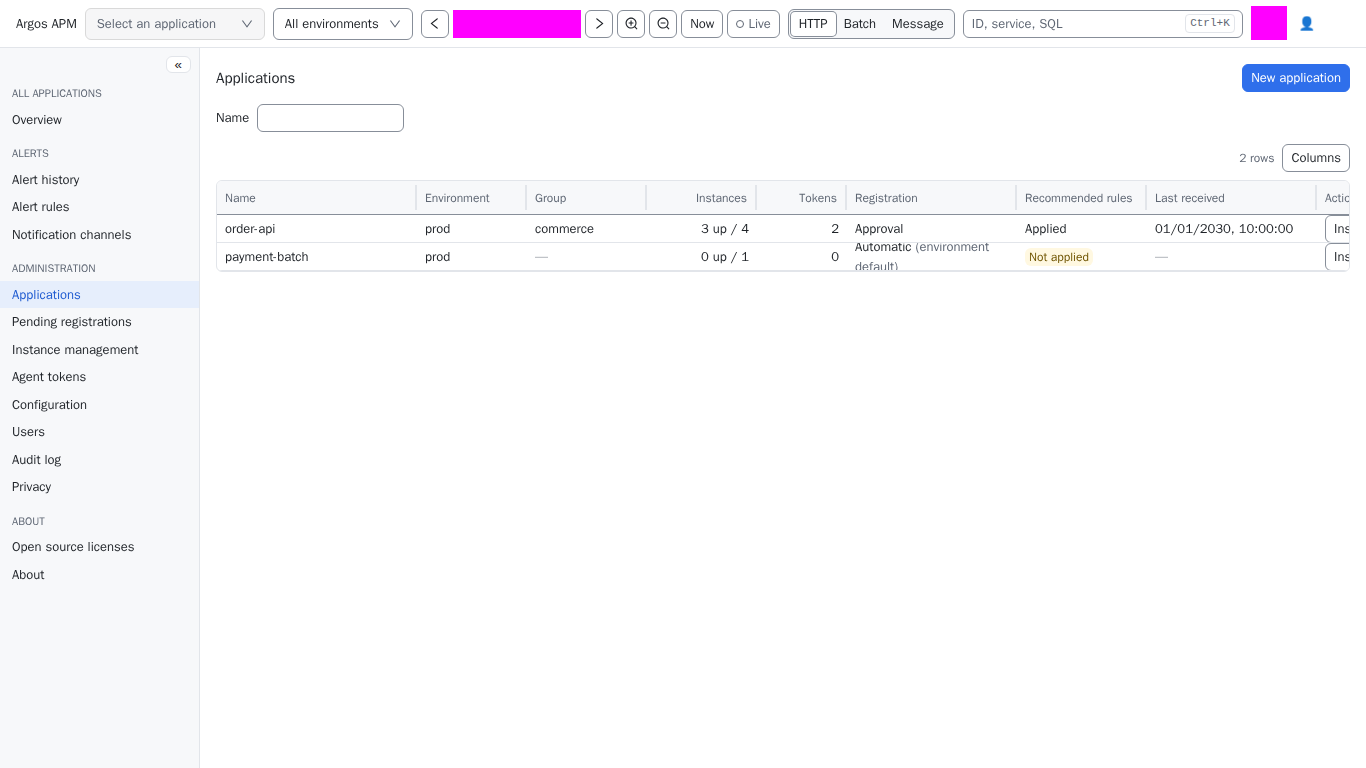 Argos APM
Select an application
All environments
Now
Live
HTTP
Batch
Message
ID, service, SQL
Ctrl+K
«
ALL APPLICATIONS
Overview
ALERTS
Alert history
Alert rules
Notification channels
ADMINISTRATION
Applications
Pending registrations
Instance management
Agent tokens
Configuration
Users
Audit log
Privacy
ABOUT
Open source licenses
About
Applications
New application
Name
2 rows
Columns
Name Environment Group Instances Tokens Registration Recommended rules Last received Actio
order-api prod commerce 3 up / 4 2 Approval Applied 01/01/2030, 10:00:00 Ins
payment-batch prod — 0 up / 1 0 Automatic (environment default) Not applied — Ins